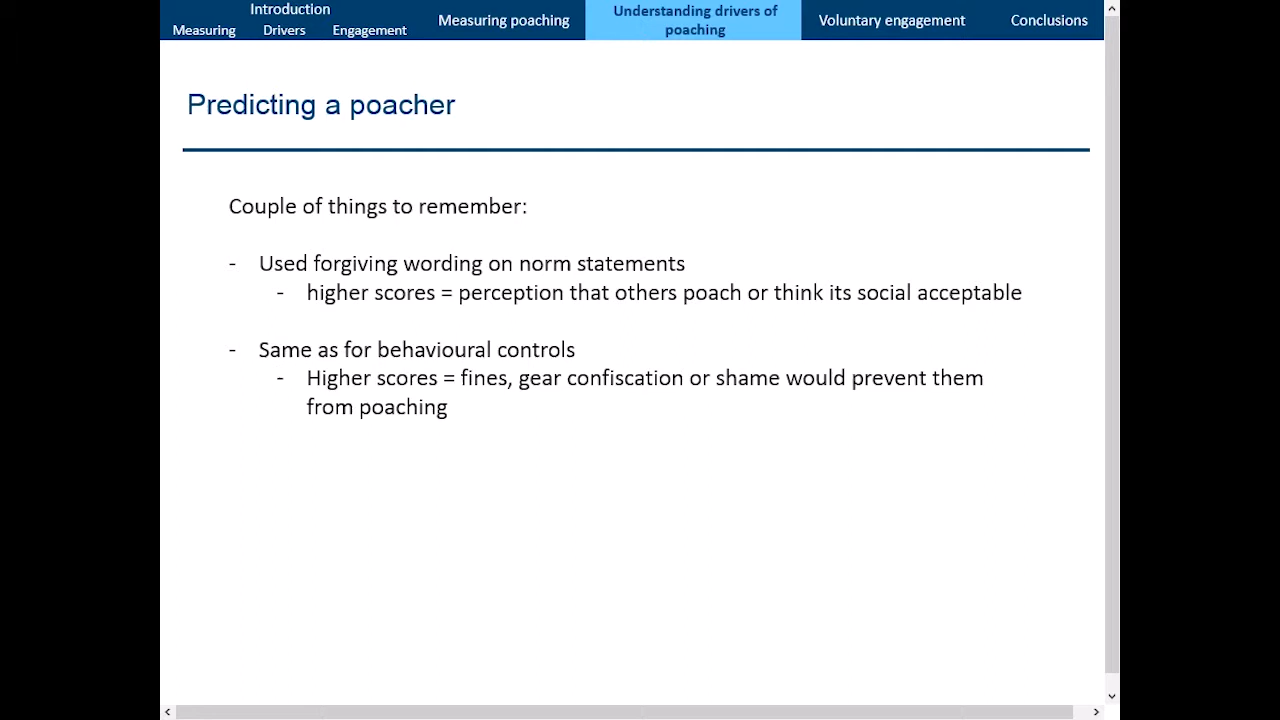 Introduction
Measuring Drivers Engagement
Measuring poaching
Understanding drivers of
poaching
Voluntary engagement
Conclusions
Predicting a poacher
Couple of things to remember:
- Used forgiving wording on norm statements
- higher scores = perception that others poach or think its social acceptable
- Same as for behavioural controls
- Higher scores = fines, gear confiscation or shame would prevent them
from poaching